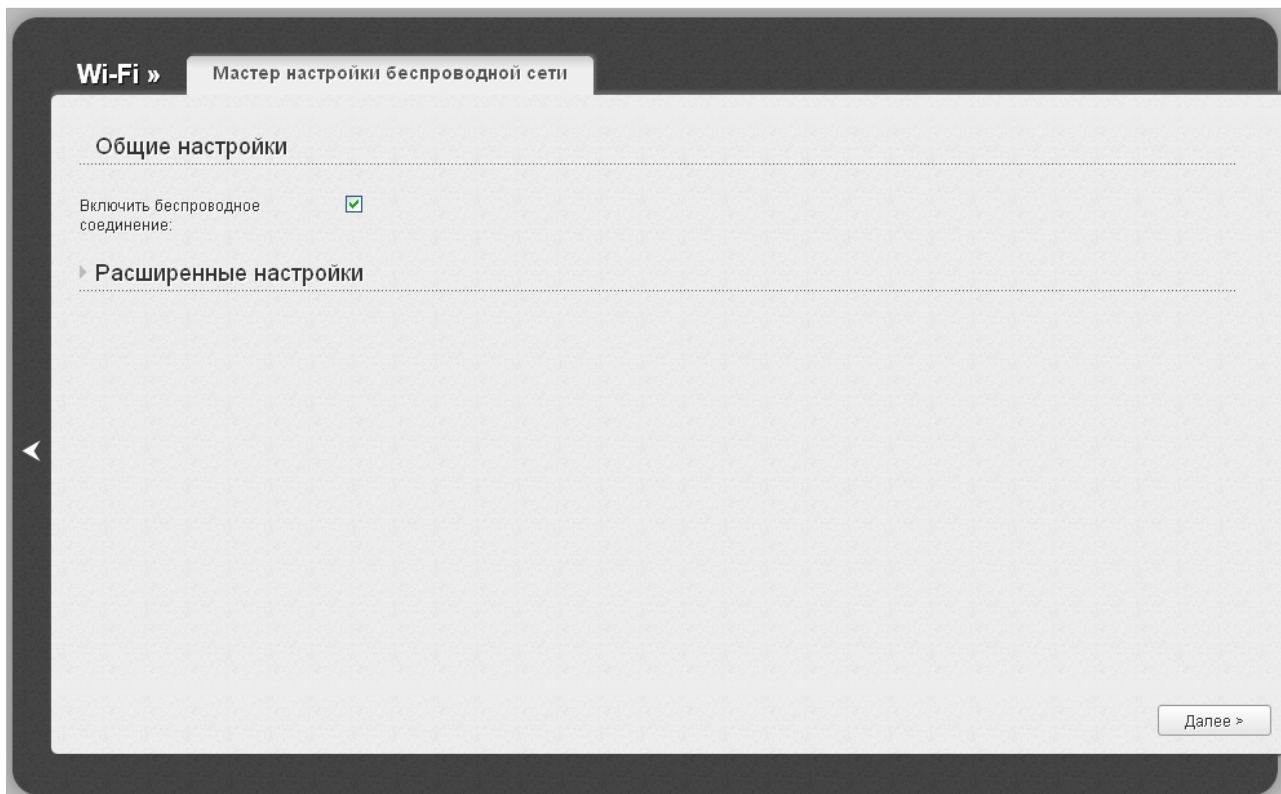 Wi-Fi » Мастер настройки беспроводной сети
Общие настройки
Включить беспроводное
соединение:
Расширенные настройки
Далее >